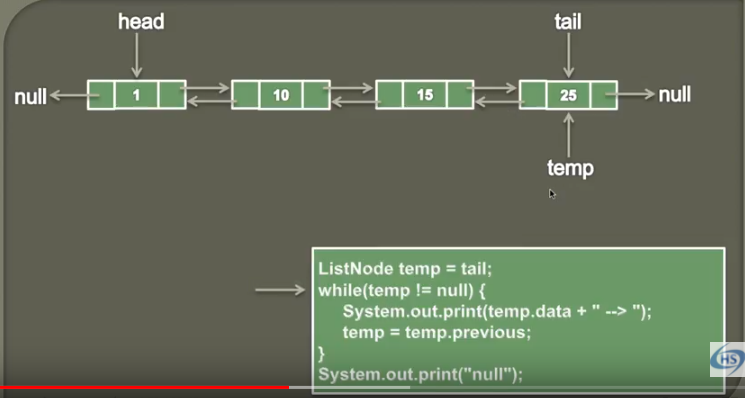 head
tail
null
1
10
15
25
null
temp
ListNode temp = tail;
while(temp != null) {
System.out.print(temp.data + " --> ");
temp = temp.previous;
}
System.out.print("null");
HS